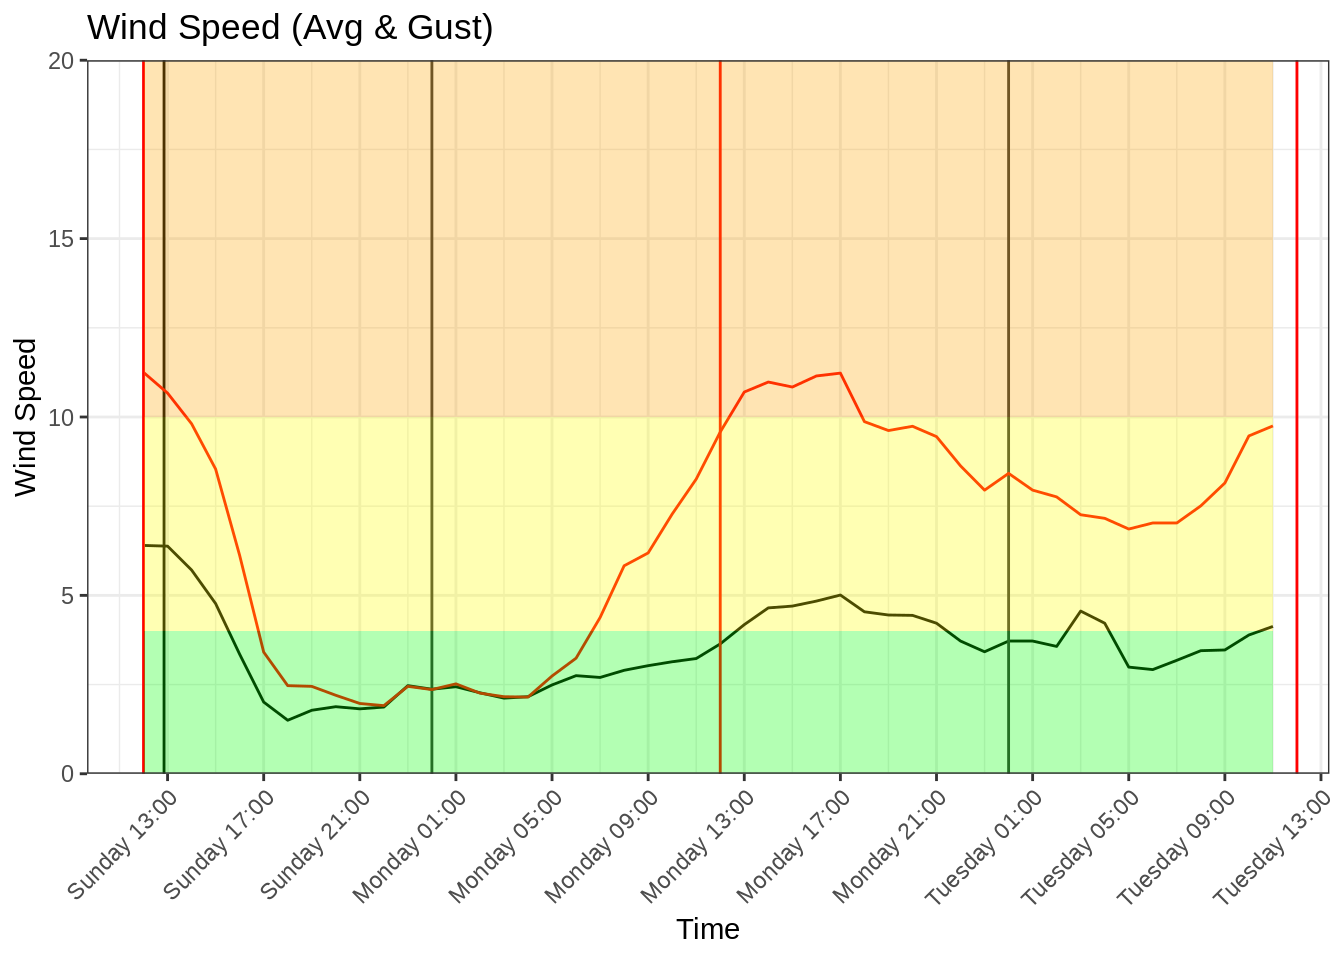 Wind Speed (Avg & Gust)
Wind Speed
20
15
10
5
0
Sunday 13:00
Sunday 17:00
Sunday 21:00
Monday 01:00
Monday 05:00
Monday 09:00
Monday 13:00
Monday 17:00
Monday 21:00
Tuesday 01:00
Tuesday 05:00
Tuesday 09:00
Tuesday 13:00
Time